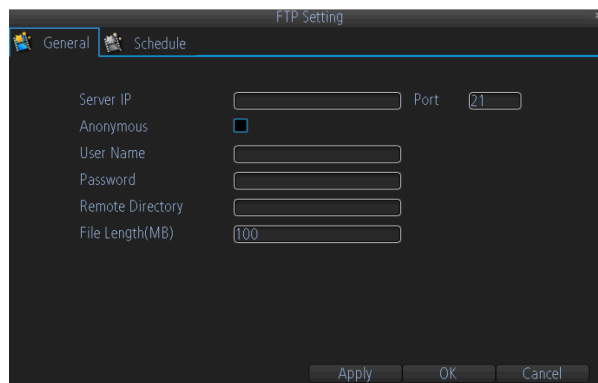 FTP Setting
General Schedule
Server IP Port 21
Anonymous
User Name
Password
Remote Directory
File Length(MB) 100
Apply OK Cancel